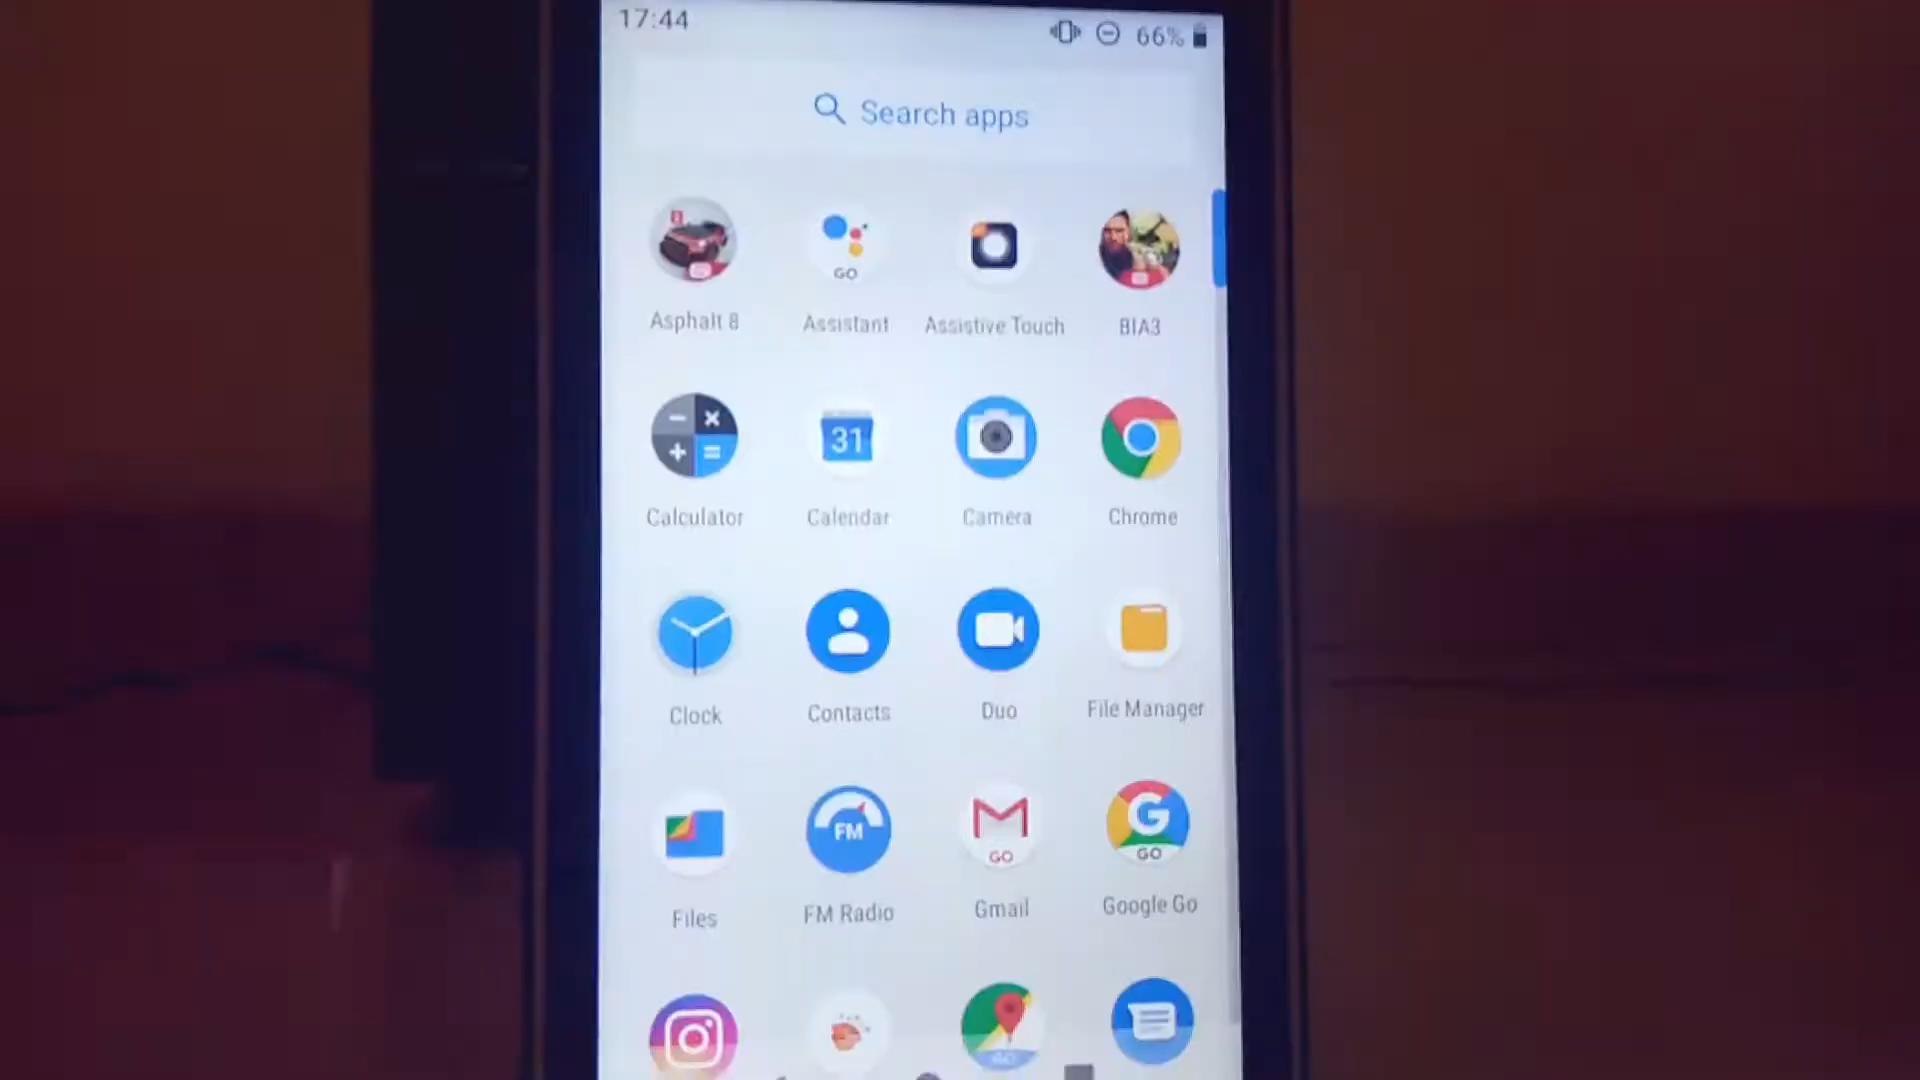 17:44
66%
Search apps
GO
Asphalt 8
Assistant
Assistive Touch
BIA3
31
Calculator
Calendar
Camera
Chrome
Clock
Contacts
Duo
File Manager
FM
GO
G
GO
Files
FM Radio
Gmail
Google Go
GO